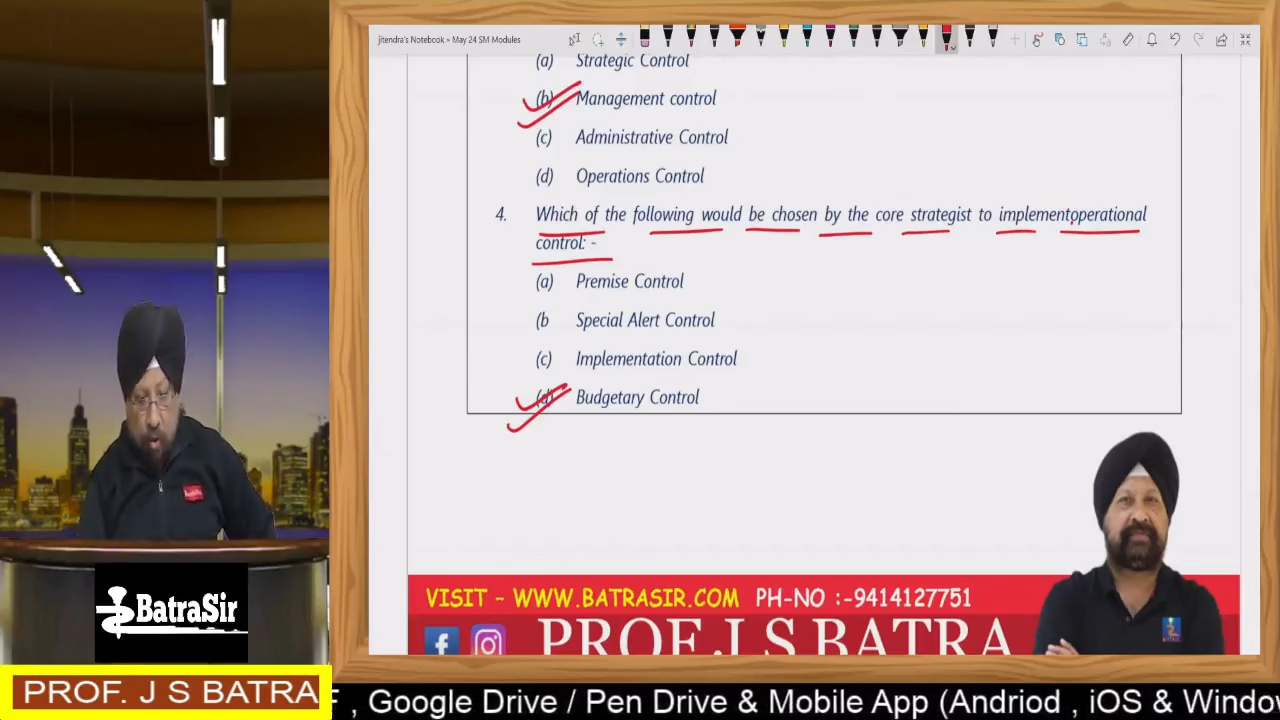 jitendra's Notebook » May 24 SM Modules
(a) Strategic Control
(b) Management control
(c) Administrative Control
(d) Operations Control
4. Which of the following would be chosen by the core strategist to implementoperational
control: -
(a) Premise Control
(b Special Alert Control
(c) Implementation Control
(d) Budgetary Control
VISIT - WWW.BATRASIR.COM PH-NO :-9414127751
PROF.J S BATRA
BatraSir
PROF. J S BATRA
, Google Drive / Pen Drive & Mobile App (Andriod , iOS & Window